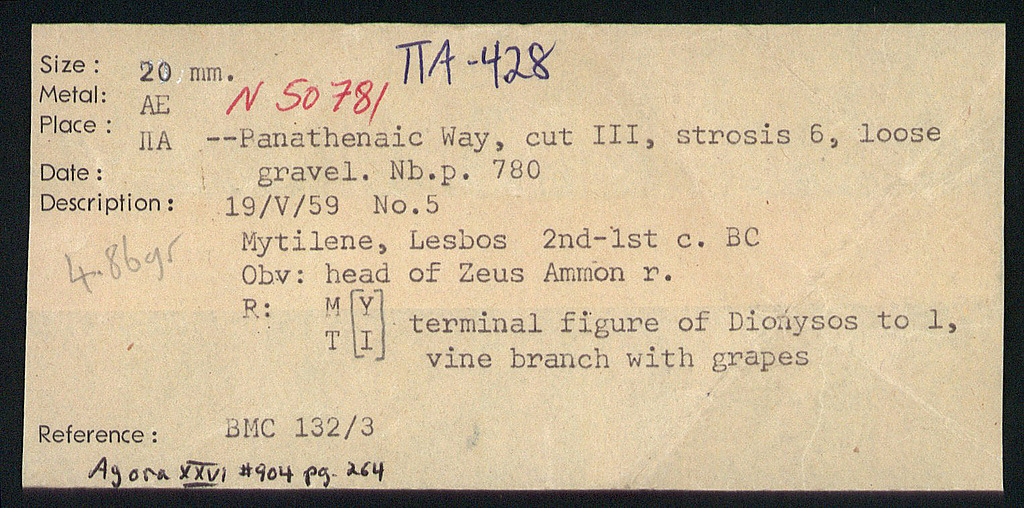 ΠΑ-428
Size: 20 mm.
Metal: AE N 50781
Place: ΠΑ --Panathenaic Way, cut III, strosis 6, loose
Date: gravel. Nb.p. 780
Description: 19/V/59 No.5
Mytilene, Lesbos 2nd-1st c. BC
4.86gr
Obv: head of Zeus Ammon r.
R: M [Y] terminal figure of Dionysos to l,
T [I] vine branch with grapes
Reference: BMC 132/3
Agora XXVI #904 pg. 264